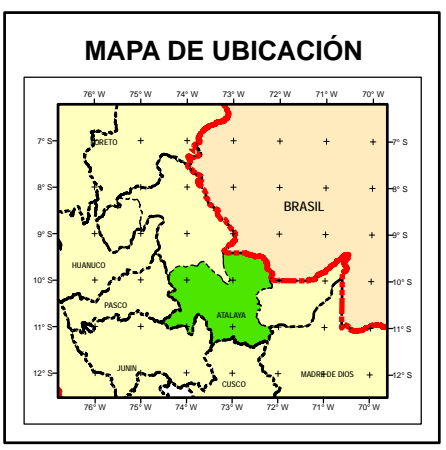 MAPA DE UBICACIÓN
76° W 75° W 74° W 73° W 72° W 71° W 70° W
7° S 7° S
ORETO
8° S 8° S
BRASIL
9° S 9° S
HUANUCO
10° S 10° S
PASCO
ATALAYA
11° S 11° S
JUNIN
MADRE DE DIOS
12° S 12° S
CUSCO
76° W 75° W 74° W 73° W 72° W 71° W 70° W